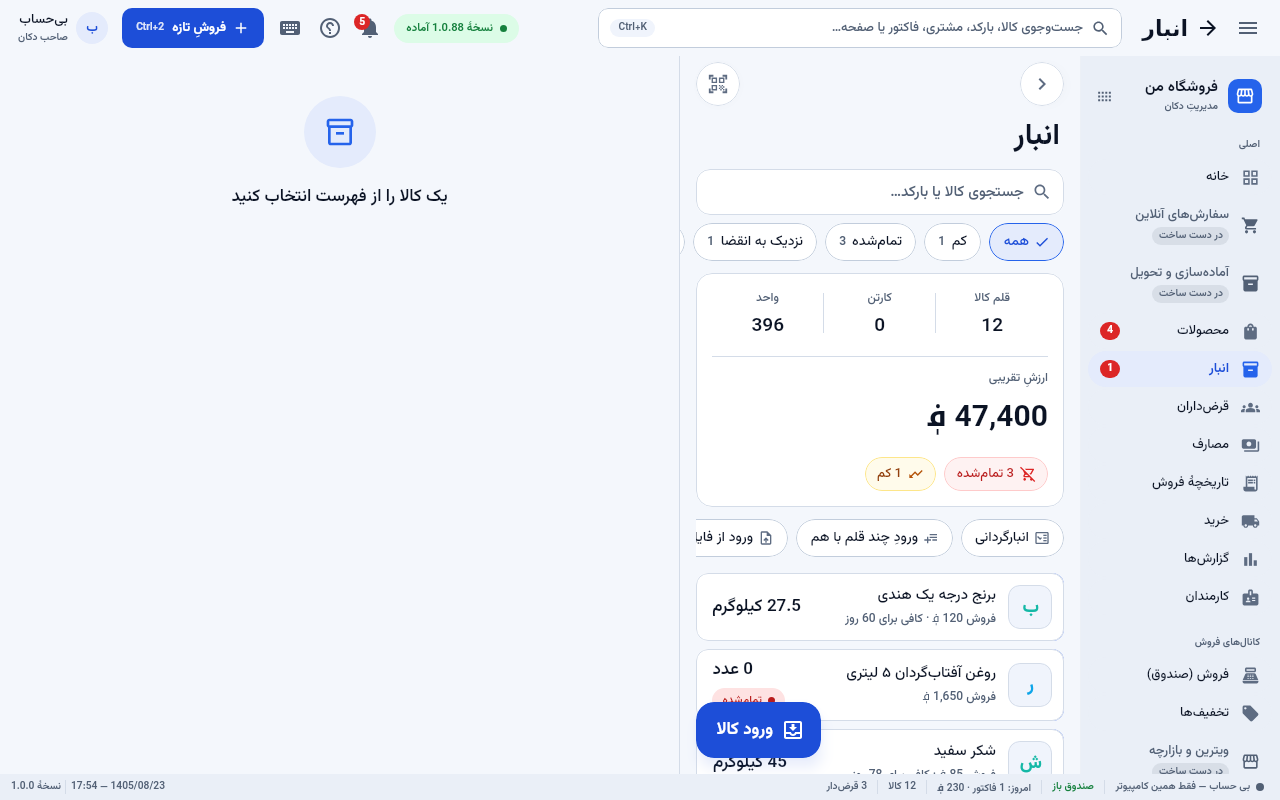 انبار
جست‌وجوی کالا، بارکد، مشتری، فاکتور یا صفحه...
Ctrl+K
نسخهٔ 1.0.88 آماده
5
فروشِ تازه
Ctrl+2
بی‌حساب
صاحب دکان
ب
فروشگاه من
مدیریتِ دکان
اصلی
خانه
سفارش‌های آنلاین
در دست ساخت
آماده‌سازی و تحویل
در دست ساخت
محصولات
4
انبار
1
قرض‌داران
مصارف
تاریخچهٔ فروش
خرید
گزارش‌ها
کارمندان
کانال‌های فروش
فروش (صندوق)
تخفیف‌ها
ویترین و بازارچه
در دست ساخت
انبار
جستجوی کالا یا بارکد...
همه
کم 1
تمام‌شده 3
نزدیک به انقضا 1
قلم کالا
12
کارتن
0
واحد
396
ارزشِ تقریبی
47,400 ؋
3 تمام‌شده
1 کم
انبارگردانی
ورودِ چند قلم با هم
ورود از فایل
ب
برنج درجه یک هندی
فروش 120 ؋ · کافی برای 60 روز
27.5 کیلوگرم
ر
روغن آفتاب‌گردان ۵ لیتری
فروش 1,650 ؋
0 عدد
تمام‌شده
ش
شکر سفید
فروش 85 ؋ · کافی برای 78 روز
45 کیلوگرم
ورود کالا
یک کالا را از فهرست انتخاب کنید
بی حساب — فقط همین کامپیوتر
صندوق باز
امروز: 1 فاکتور · 230 ؋
12 کالا
3 قرض‌دار
1405/08/23 — 17:54
نسخهٔ 1.0.0